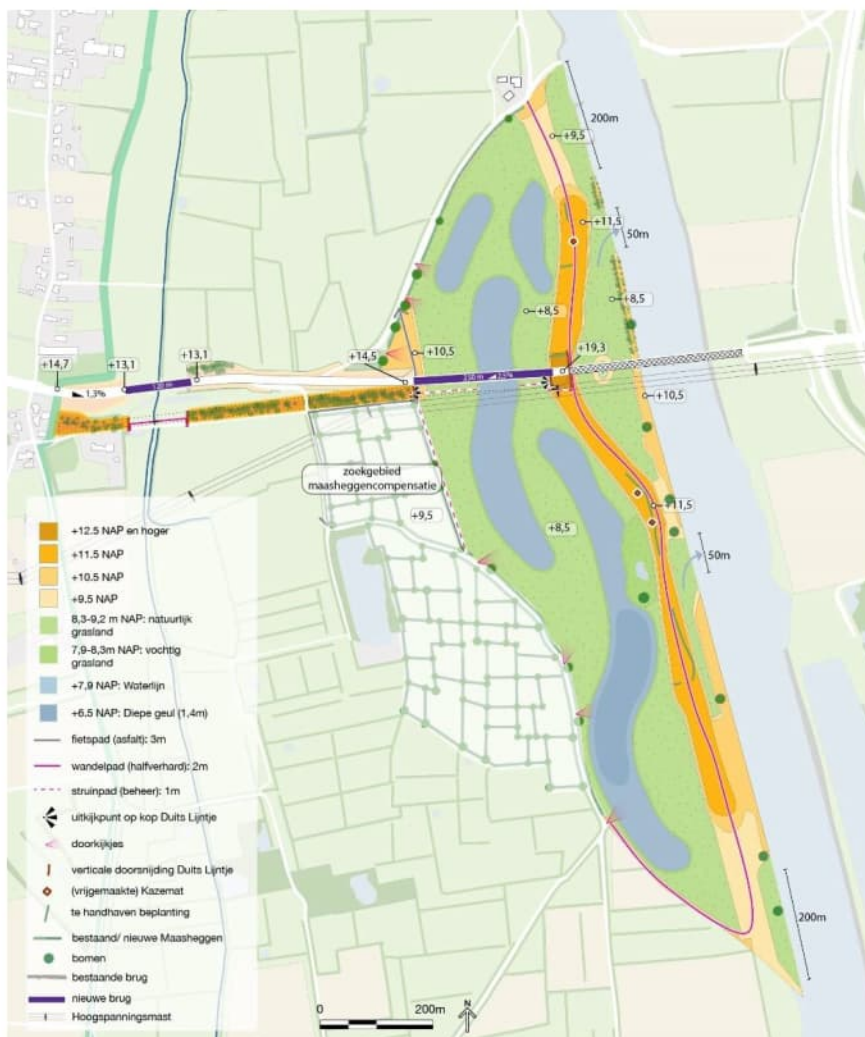 +9,5
200m
+11,5
50m
+8,5
+8,5
+19,3
+14,7
+13,1
+13,1
+14,5
+10,5
1,3%
120 m
250 m
+10,5
zoekgebied
maasheggencompensatie
+9,5
+8,5
+11,5
50m
200m
+12.5 NAP en hoger
+11.5 NAP
+10.5 NAP
+9.5 NAP
8,3-9,2 m NAP: natuurlijk
grasland
7,9-8,3m NAP: vochtig
grasland
+7,9 NAP: Waterlijn
+6,5 NAP: Diepe geul (1,4m)
fietspad (asfalt): 3m
wandelpad (halfverhard): 2m
struinpad (beheer): 1m
uitkijkpunt op kop Duits Lijntje
doorkijkjes
verticale doorsnijding Duits Lijntje
(vrijgemaakte) Kazemat
te handhaven beplanting
bestaand/ nieuwe Maasheggen
bomen
bestaande brug
nieuwe brug
Hoogspanningsmast
0
200m
N